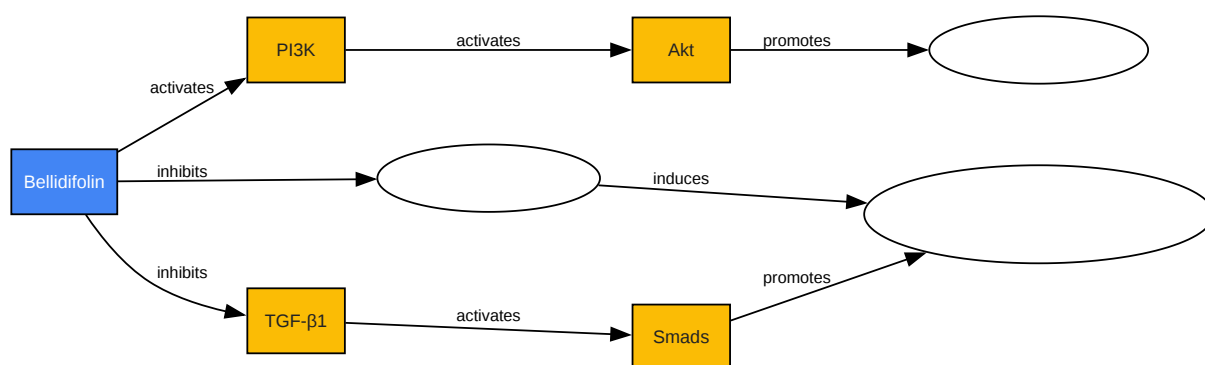 PI3K
activates
Akt
promotes
activates
Bellidifolin
inhibits
induces
inhibits
TGF-β1
activates
Smads
promotes